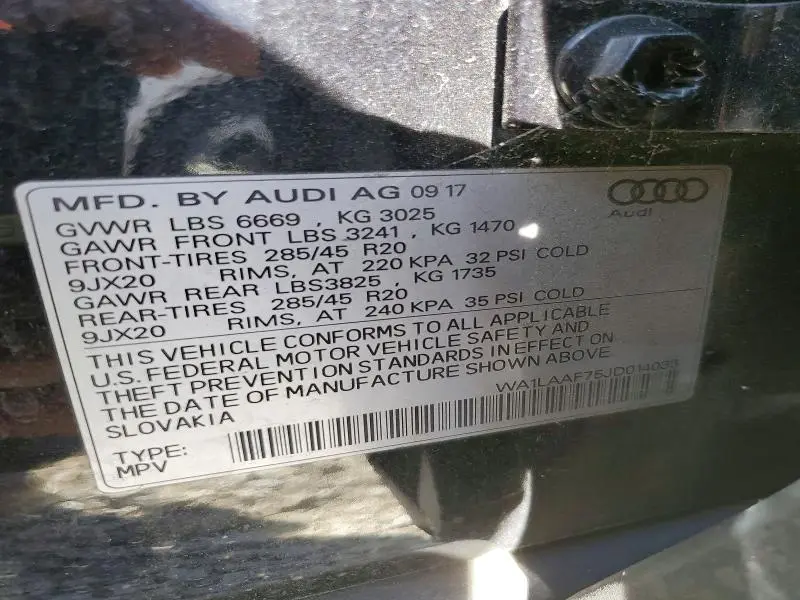 MFD. BY AUDI AG 09 17
Audi
GVWR LBS 6669 , KG 3025
GAWR FRONT LBS 3241 , KG 1470
FRONT-TIRES 285/45 R20
9JX20 RIMS, AT 220 KPA 32 PSI COLD
GAWR REAR LBS3825 , KG 1735
REAR-TIRES 285/45 R20
9JX20 RIMS, AT 240 KPA 35 PSI COLD
THIS VEHICLE CONFORMS TO ALL APPLICABLE
U.S. FEDERAL MOTOR VEHICLE SAFETY AND
THEFT PREVENTION STANDARDS IN EFFECT ON
THE DATE OF MANUFACTURE SHOWN ABOVE
SLOVAKIA
WA1LAAF75JD014033
TYPE:
MPV